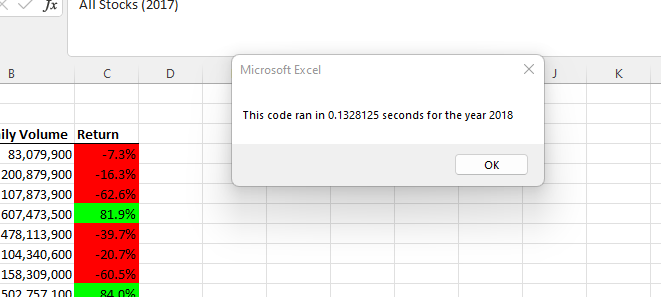 fx All Stocks (2017)
Microsoft Excel
This code ran in 0.1328125 seconds for the year 2018
OK
B C D J K
ily Volume Return
83,079,900 -7.3%
200,879,900 -16.3%
107,873,900 -62.6%
607,473,500 81.9%
478,113,900 -39.7%
104,340,600 -20.7%
158,309,000 -60.5%
502,757,100 84.0%